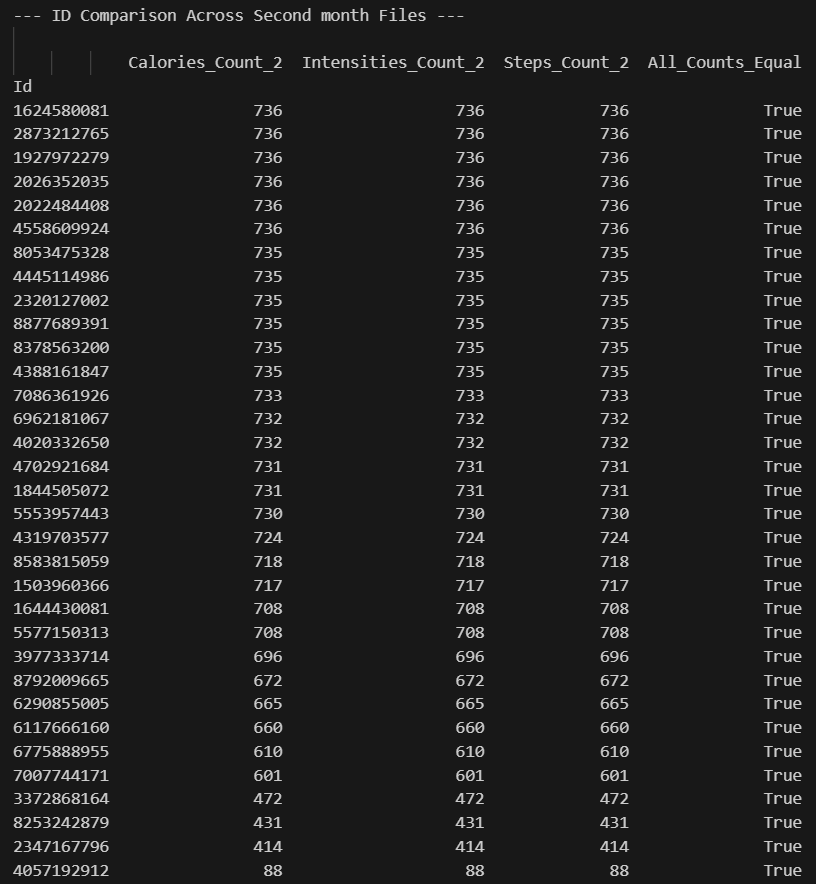 --- ID Comparison Across Second month Files ---
Calories_Count_2 Intensities_Count_2 Steps_Count_2 All_Counts_Equal
Id
1624580081 736 736 736 True
2873212765 736 736 736 True
1927972279 736 736 736 True
2026352035 736 736 736 True
2022484408 736 736 736 True
4558609924 736 736 736 True
8053475328 735 735 735 True
4445114986 735 735 735 True
2320127002 735 735 735 True
8877689391 735 735 735 True
8378563200 735 735 735 True
4388161847 735 735 735 True
7086361926 733 733 733 True
6962181067 732 732 732 True
4020332650 732 732 732 True
4702921684 731 731 731 True
1844505072 731 731 731 True
5553957443 730 730 730 True
4319703577 724 724 724 True
8583815059 718 718 718 True
1503960366 717 717 717 True
1644430081 708 708 708 True
5577150313 708 708 708 True
3977333714 696 696 696 True
8792009665 672 672 672 True
6290855005 665 665 665 True
6117666160 660 660 660 True
6775888955 610 610 610 True
7007744171 601 601 601 True
3372868164 472 472 472 True
8253242879 431 431 431 True
2347167796 414 414 414 True
4057192912 88 88 88 True